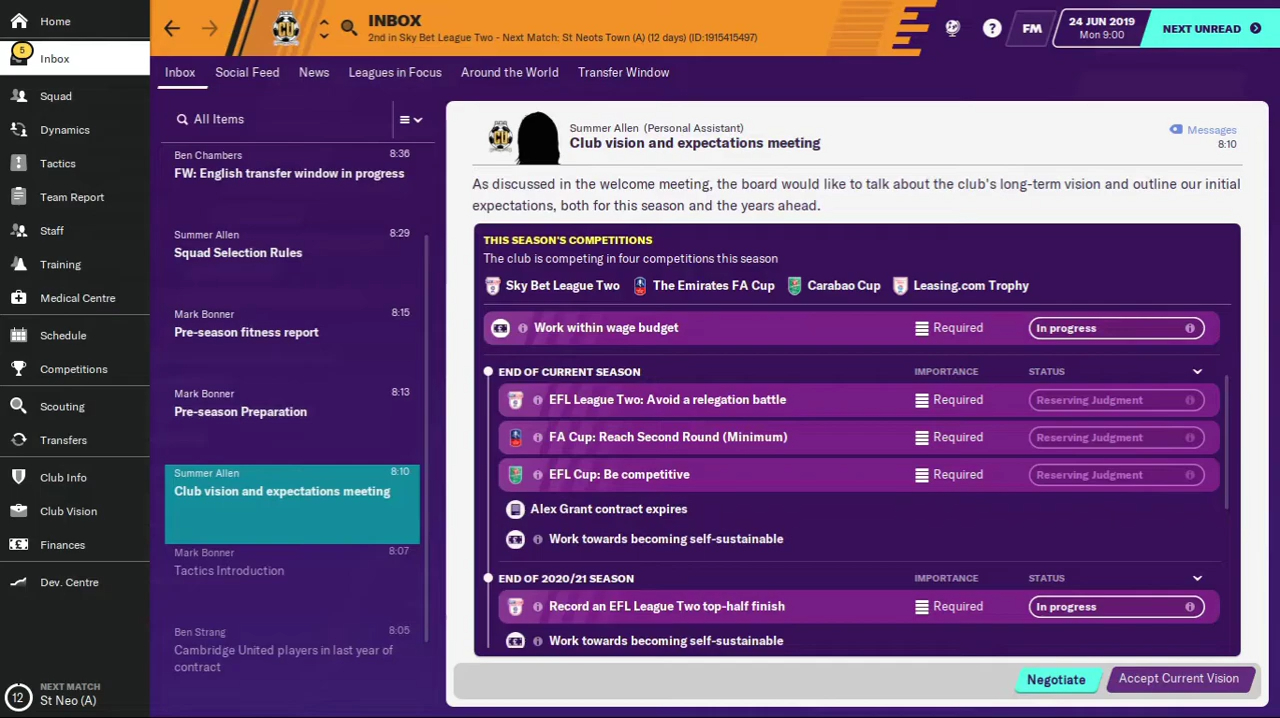 Home
5
Inbox
Squad
Dynamics
Tactics
Team Report
Staff
Training
Medical Centre
Schedule
Competitions
Scouting
Transfers
Club Info
Club Vision
Finances
Dev. Centre
12
NEXT MATCH
St Neo (A)
CU
INBOX
2nd in Sky Bet League Two - Next Match: St Neots Town (A) (12 days) (ID:1915415497)
?
FM
24 JUN 2019
Mon 9:00
NEXT UNREAD
Inbox
Social Feed
News
Leagues in Focus
Around the World
Transfer Window
All Items
Ben Chambers 8:36
FW: English transfer window in progress
Summer Allen 8:29
Squad Selection Rules
Mark Bonner 8:15
Pre-season fitness report
Mark Bonner 8:13
Pre-season Preparation
Summer Allen 8:10
Club vision and expectations meeting
Mark Bonner 8:07
Tactics Introduction
Ben Strang 8:05
Cambridge United players in last year of
contract
CU
Summer Allen (Personal Assistant)
Club vision and expectations meeting
Messages
8:10
As discussed in the welcome meeting, the board would like to talk about the club's long-term vision and outline our initial
expectations, both for this season and the years ahead.
THIS SEASON'S COMPETITIONS
The club is competing in four competitions this season
Sky Bet League Two The Emirates FA Cup Carabao Cup Leasing.com Trophy
Work within wage budget Required In progress
END OF CURRENT SEASON IMPORTANCE STATUS
EFL League Two: Avoid a relegation battle Required Reserving Judgment
FA Cup: Reach Second Round (Minimum) Required Reserving Judgment
EFL Cup: Be competitive Required Reserving Judgment
Alex Grant contract expires
Work towards becoming self-sustainable
END OF 2020/21 SEASON IMPORTANCE STATUS
Record an EFL League Two top-half finish Required In progress
Work towards becoming self-sustainable
Negotiate
Accept Current Vision